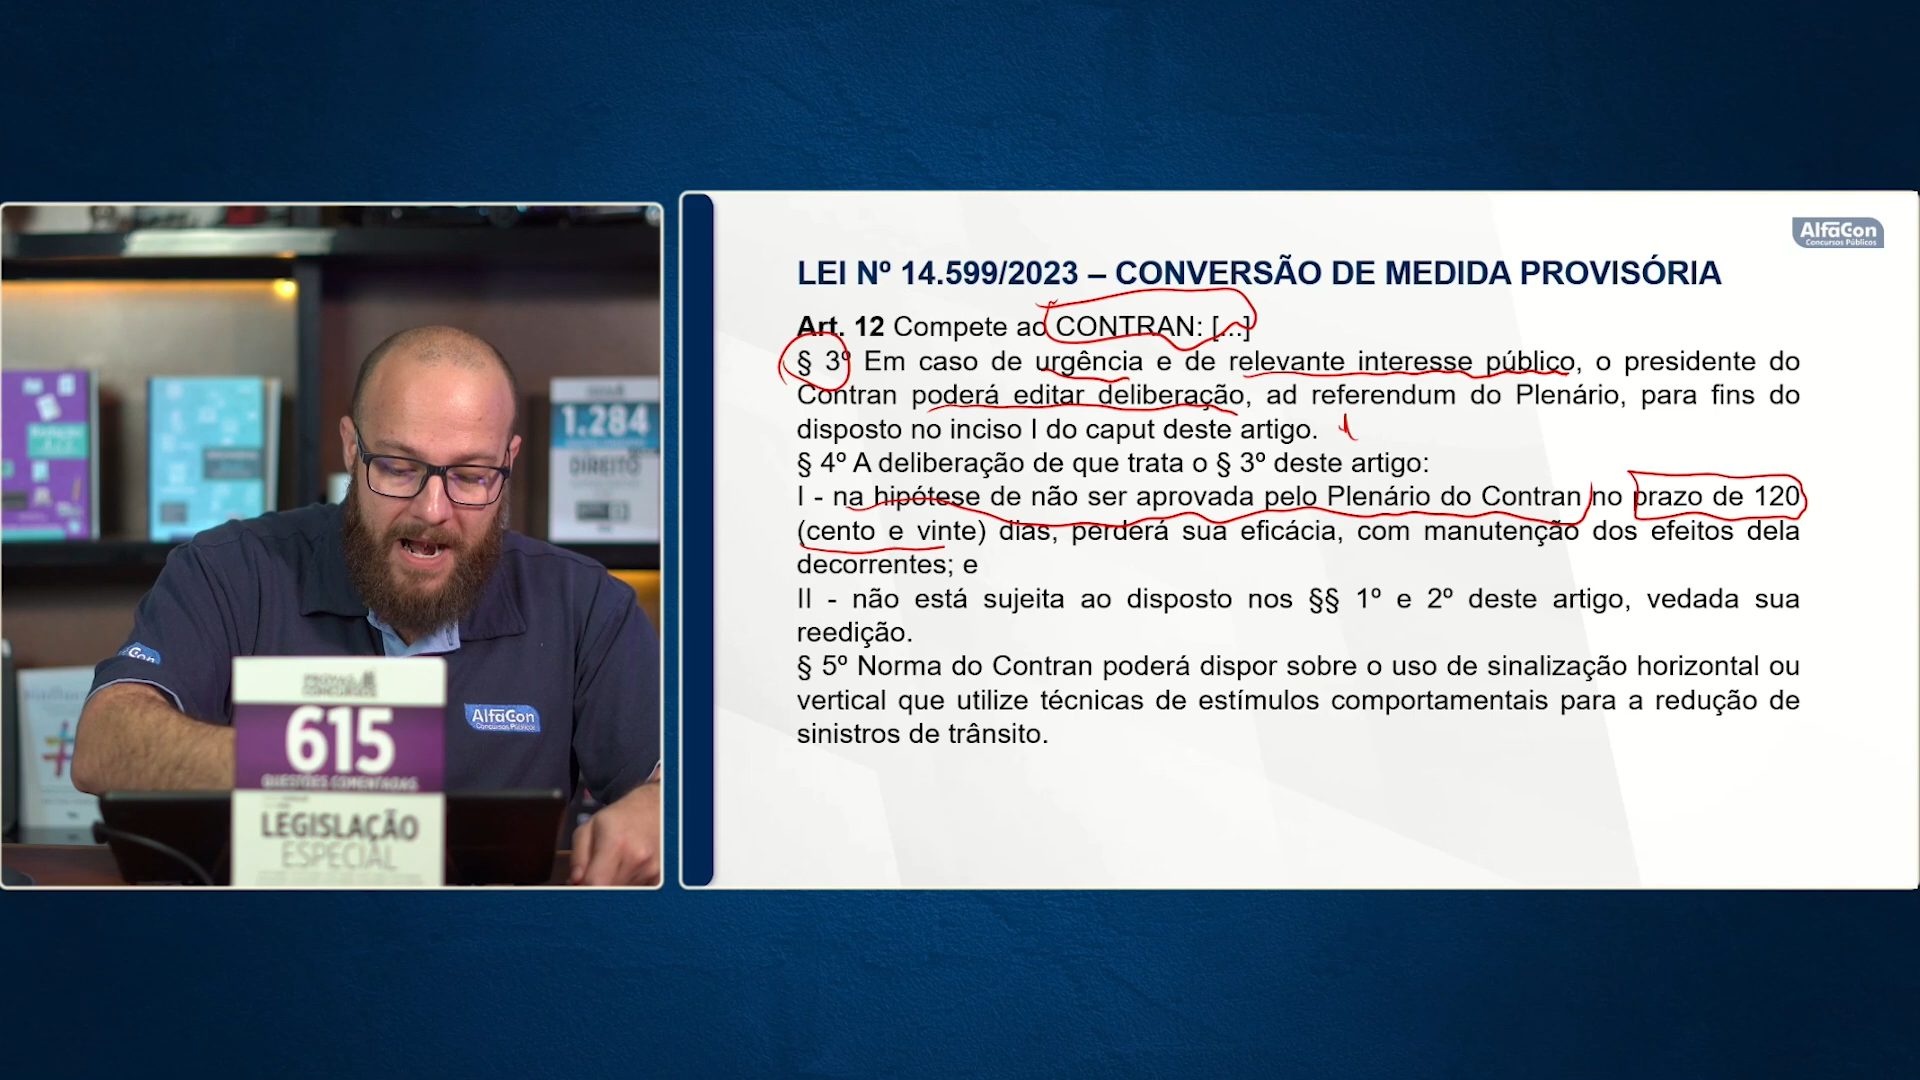 AlfaCon
Concursos Públicos
LEI Nº 14.599/2023 – CONVERSÃO DE MEDIDA PROVISÓRIA
Art. 12 Compete ao CONTRAN: [...]
§ 3º Em caso de urgência e de relevante interesse público, o presidente do
Contran poderá editar deliberação, ad referendum do Plenário, para fins do
disposto no inciso I do caput deste artigo.
§ 4º A deliberação de que trata o § 3º deste artigo:
I - na hipótese de não ser aprovada pelo Plenário do Contran no prazo de 120
(cento e vinte) dias, perderá sua eficácia, com manutenção dos efeitos dela
decorrentes; e
II - não está sujeita ao disposto nos §§ 1º e 2º deste artigo, vedada sua
reedição.
§ 5º Norma do Contran poderá dispor sobre o uso de sinalização horizontal ou
vertical que utilize técnicas de estímulos comportamentais para a redução de
sinistros de trânsito.
1.284
DIREITO
AlfaCon
Concursos Públicos
615
QUESTÕES COMENTADAS
LEGISLAÇÃO
ESPECIAL